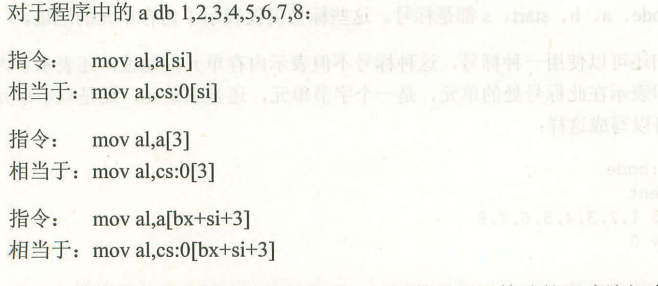 对于程序中的 a db 1,2,3,4,5,6,7,8：
指令： mov al,a[si]
相当于：mov al,cs:0[si]
指令： mov al,a[3]
相当于：mov al,cs:0[3]
指令： mov al,a[bx+si+3]
相当于：mov al,cs:0[bx+si+3]